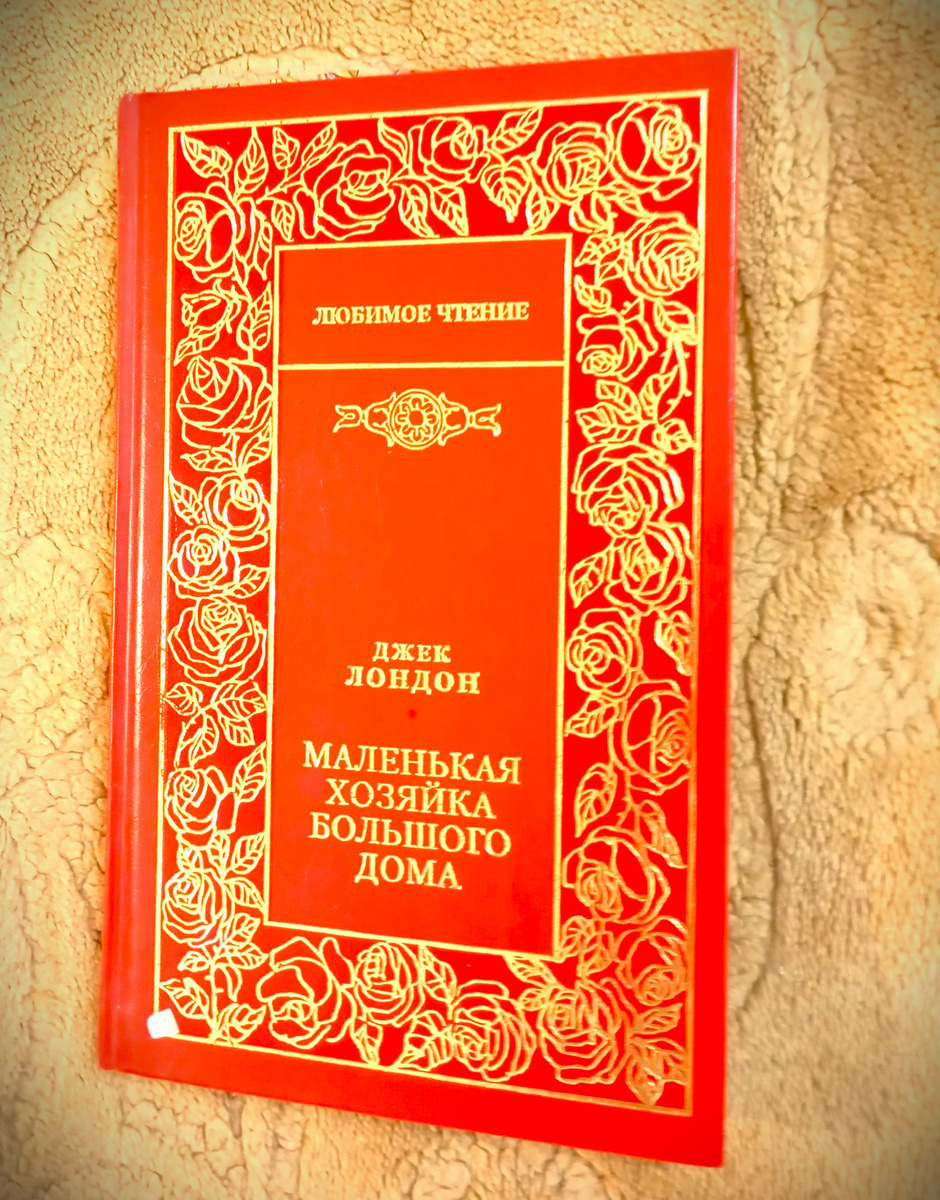 ЛЮБИМОЕ ЧТЕНИЕ
ДЖЕК
ЛОНДОН
МАЛЕНЬКАЯ
ХОЗЯЙКА
БОЛЬШОГО
ДОМА